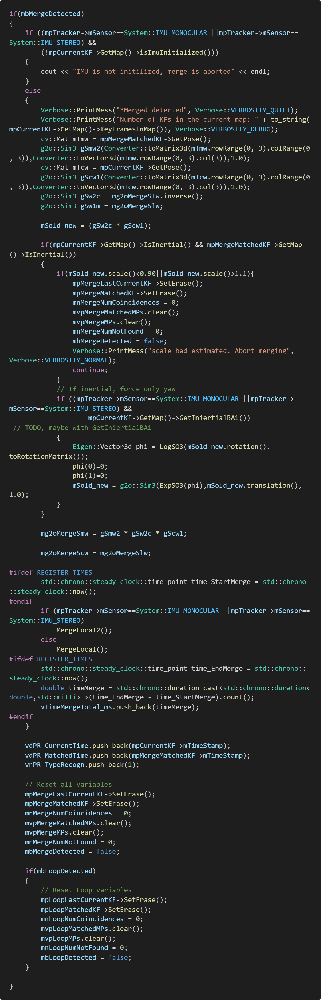 if(mbMergeDetected)
{
    if ((mpTracker->mSensor==System::IMU_MONOCULAR ||mpTracker->mSensor==
System::IMU_STEREO) &&
        (!mpCurrentKF->GetMap()->isImuInitialized()))
    {
        cout << "IMU is not initilized, merge is aborted" << endl;
    }
    else
    {
        Verbose::PrintMess("*Merged detected", Verbose::VERBOSITY_QUIET);
        Verbose::PrintMess("Number of KFs in the current map: " + to_string(
mpCurrentKF->GetMap()->KeyFramesInMap()), Verbose::VERBOSITY_DEBUG);
        cv::Mat mTmw = mpMergeMatchedKF->GetPose();
        g2o::Sim3 gSmw2(Converter::toMatrix3d(mTmw.rowRange(0, 3).colRange(0
, 3)),Converter::toVector3d(mTmw.rowRange(0, 3).col(3)),1.0);
        cv::Mat mTcw = mpCurrentKF->GetPose();
        g2o::Sim3 gScw1(Converter::toMatrix3d(mTcw.rowRange(0, 3).colRange(0
, 3)),Converter::toVector3d(mTcw.rowRange(0, 3).col(3)),1.0);
        g2o::Sim3 gSw2c = mg2oMergeSlw.inverse();
        g2o::Sim3 gSw1m = mg2oMergeSlw;

        mSold_new = (gSw2c * gScw1);

        if(mpCurrentKF->GetMap()->IsInertial() && mpMergeMatchedKF->GetMap
()->IsInertial())
        {
            if(mSold_new.scale()<0.90||mSold_new.scale()>1.1){
                mpMergeLastCurrentKF->SetErase();
                mpMergeMatchedKF->SetErase();
                mnMergeNumCoincidences = 0;
                mvpMergeMatchedMPs.clear();
                mvpMergeMPs.clear();
                mnMergeNumNotFound = 0;
                mbMergeDetected = false;
                Verbose::PrintMess("scale bad estimated. Abort merging",
Verbose::VERBOSITY_NORMAL);
                continue;
            }
            // If inertial, force only yaw
            if ((mpTracker->mSensor==System::IMU_MONOCULAR ||mpTracker->
mSensor==System::IMU_STEREO) &&
                    mpCurrentKF->GetMap()->GetIniertialBA1())
 // TODO, maybe with GetIniertialBA1
            {
                Eigen::Vector3d phi = LogSO3(mSold_new.rotation().
toRotationMatrix());
                phi(0)=0;
                phi(1)=0;
                mSold_new = g2o::Sim3(ExpSO3(phi),mSold_new.translation(),
1.0);
            }
        }

        mg2oMergeSmw = gSmw2 * gSw2c * gScw1;

        mg2oMergeScw = mg2oMergeSlw;

#ifdef REGISTER_TIMES
        std::chrono::steady_clock::time_point time_StartMerge = std::chrono
::steady_clock::now();
#endif
        if (mpTracker->mSensor==System::IMU_MONOCULAR ||mpTracker->mSensor==
System::IMU_STEREO)
            MergeLocal2();
        else
            MergeLocal();
#ifdef REGISTER_TIMES
        std::chrono::steady_clock::time_point time_EndMerge = std::chrono::
steady_clock::now();
        double timeMerge = std::chrono::duration_cast<std::chrono::duration<
double,std::milli> >(time_EndMerge - time_StartMerge).count();
        vTimeMergeTotal_ms.push_back(timeMerge);
#endif
    }

    vdPR_CurrentTime.push_back(mpCurrentKF->mTimeStamp);
    vdPR_MatchedTime.push_back(mpMergeMatchedKF->mTimeStamp);
    vnPR_TypeRecogn.push_back(1);

    // Reset all variables
    mpMergeLastCurrentKF->SetErase();
    mpMergeMatchedKF->SetErase();
    mnMergeNumCoincidences = 0;
    mvpMergeMatchedMPs.clear();
    mvpMergeMPs.clear();
    mnMergeNumNotFound = 0;
    mbMergeDetected = false;

    if(mbLoopDetected)
    {
        // Reset Loop variables
        mpLoopLastCurrentKF->SetErase();
        mpLoopMatchedKF->SetErase();
        mnLoopNumCoincidences = 0;
        mvpLoopMatchedMPs.clear();
        mvpLoopMPs.clear();
        mnLoopNumNotFound = 0;
        mbLoopDetected = false;
    }

}